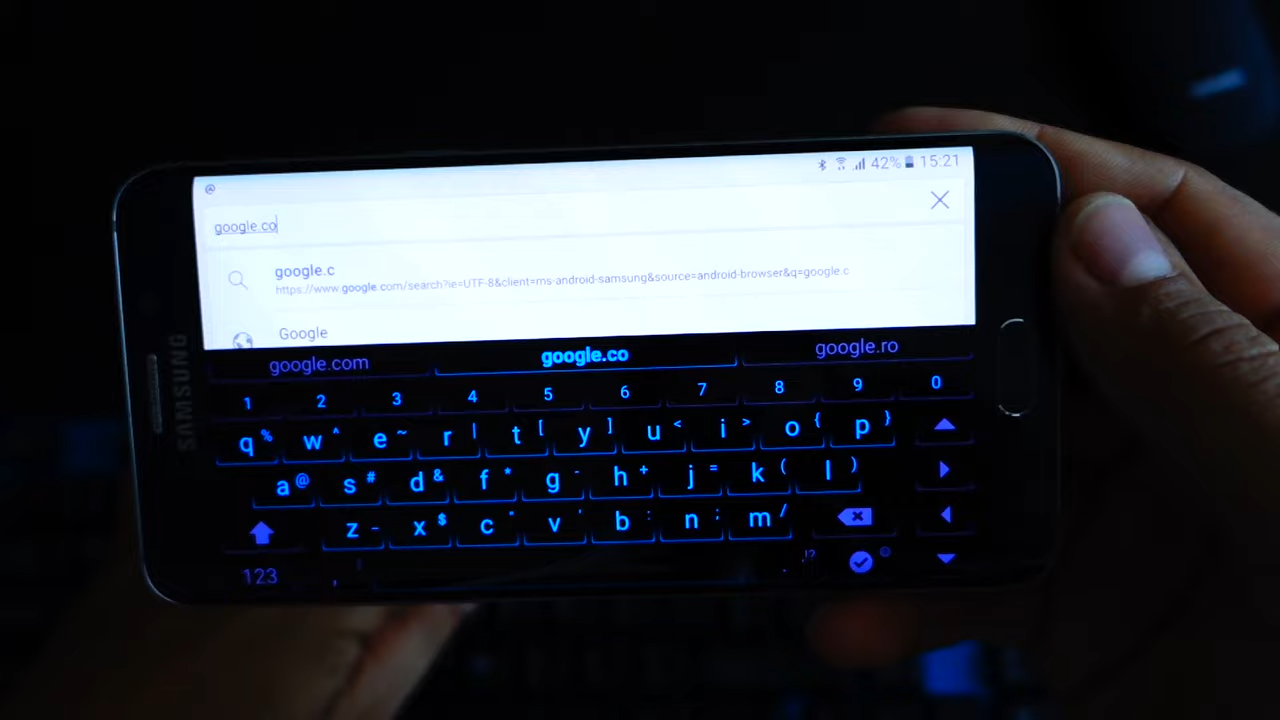 42% 15:21
google.co
google.c
https://www.google.com/search?ie=UTF-8&client=ms-android-samsung&source=android-browser&q=google.c
Google
google.com google.co google.ro
1 2 3 4 5 6 7 8 9 0
q % w ^ e ~ r | t [ y ] u < i > o { p }
a @ s # d & f * g - h + j = k ( l )
z - x $ c " v ' b : n ; m /
123 , . !?
SAMSUNG